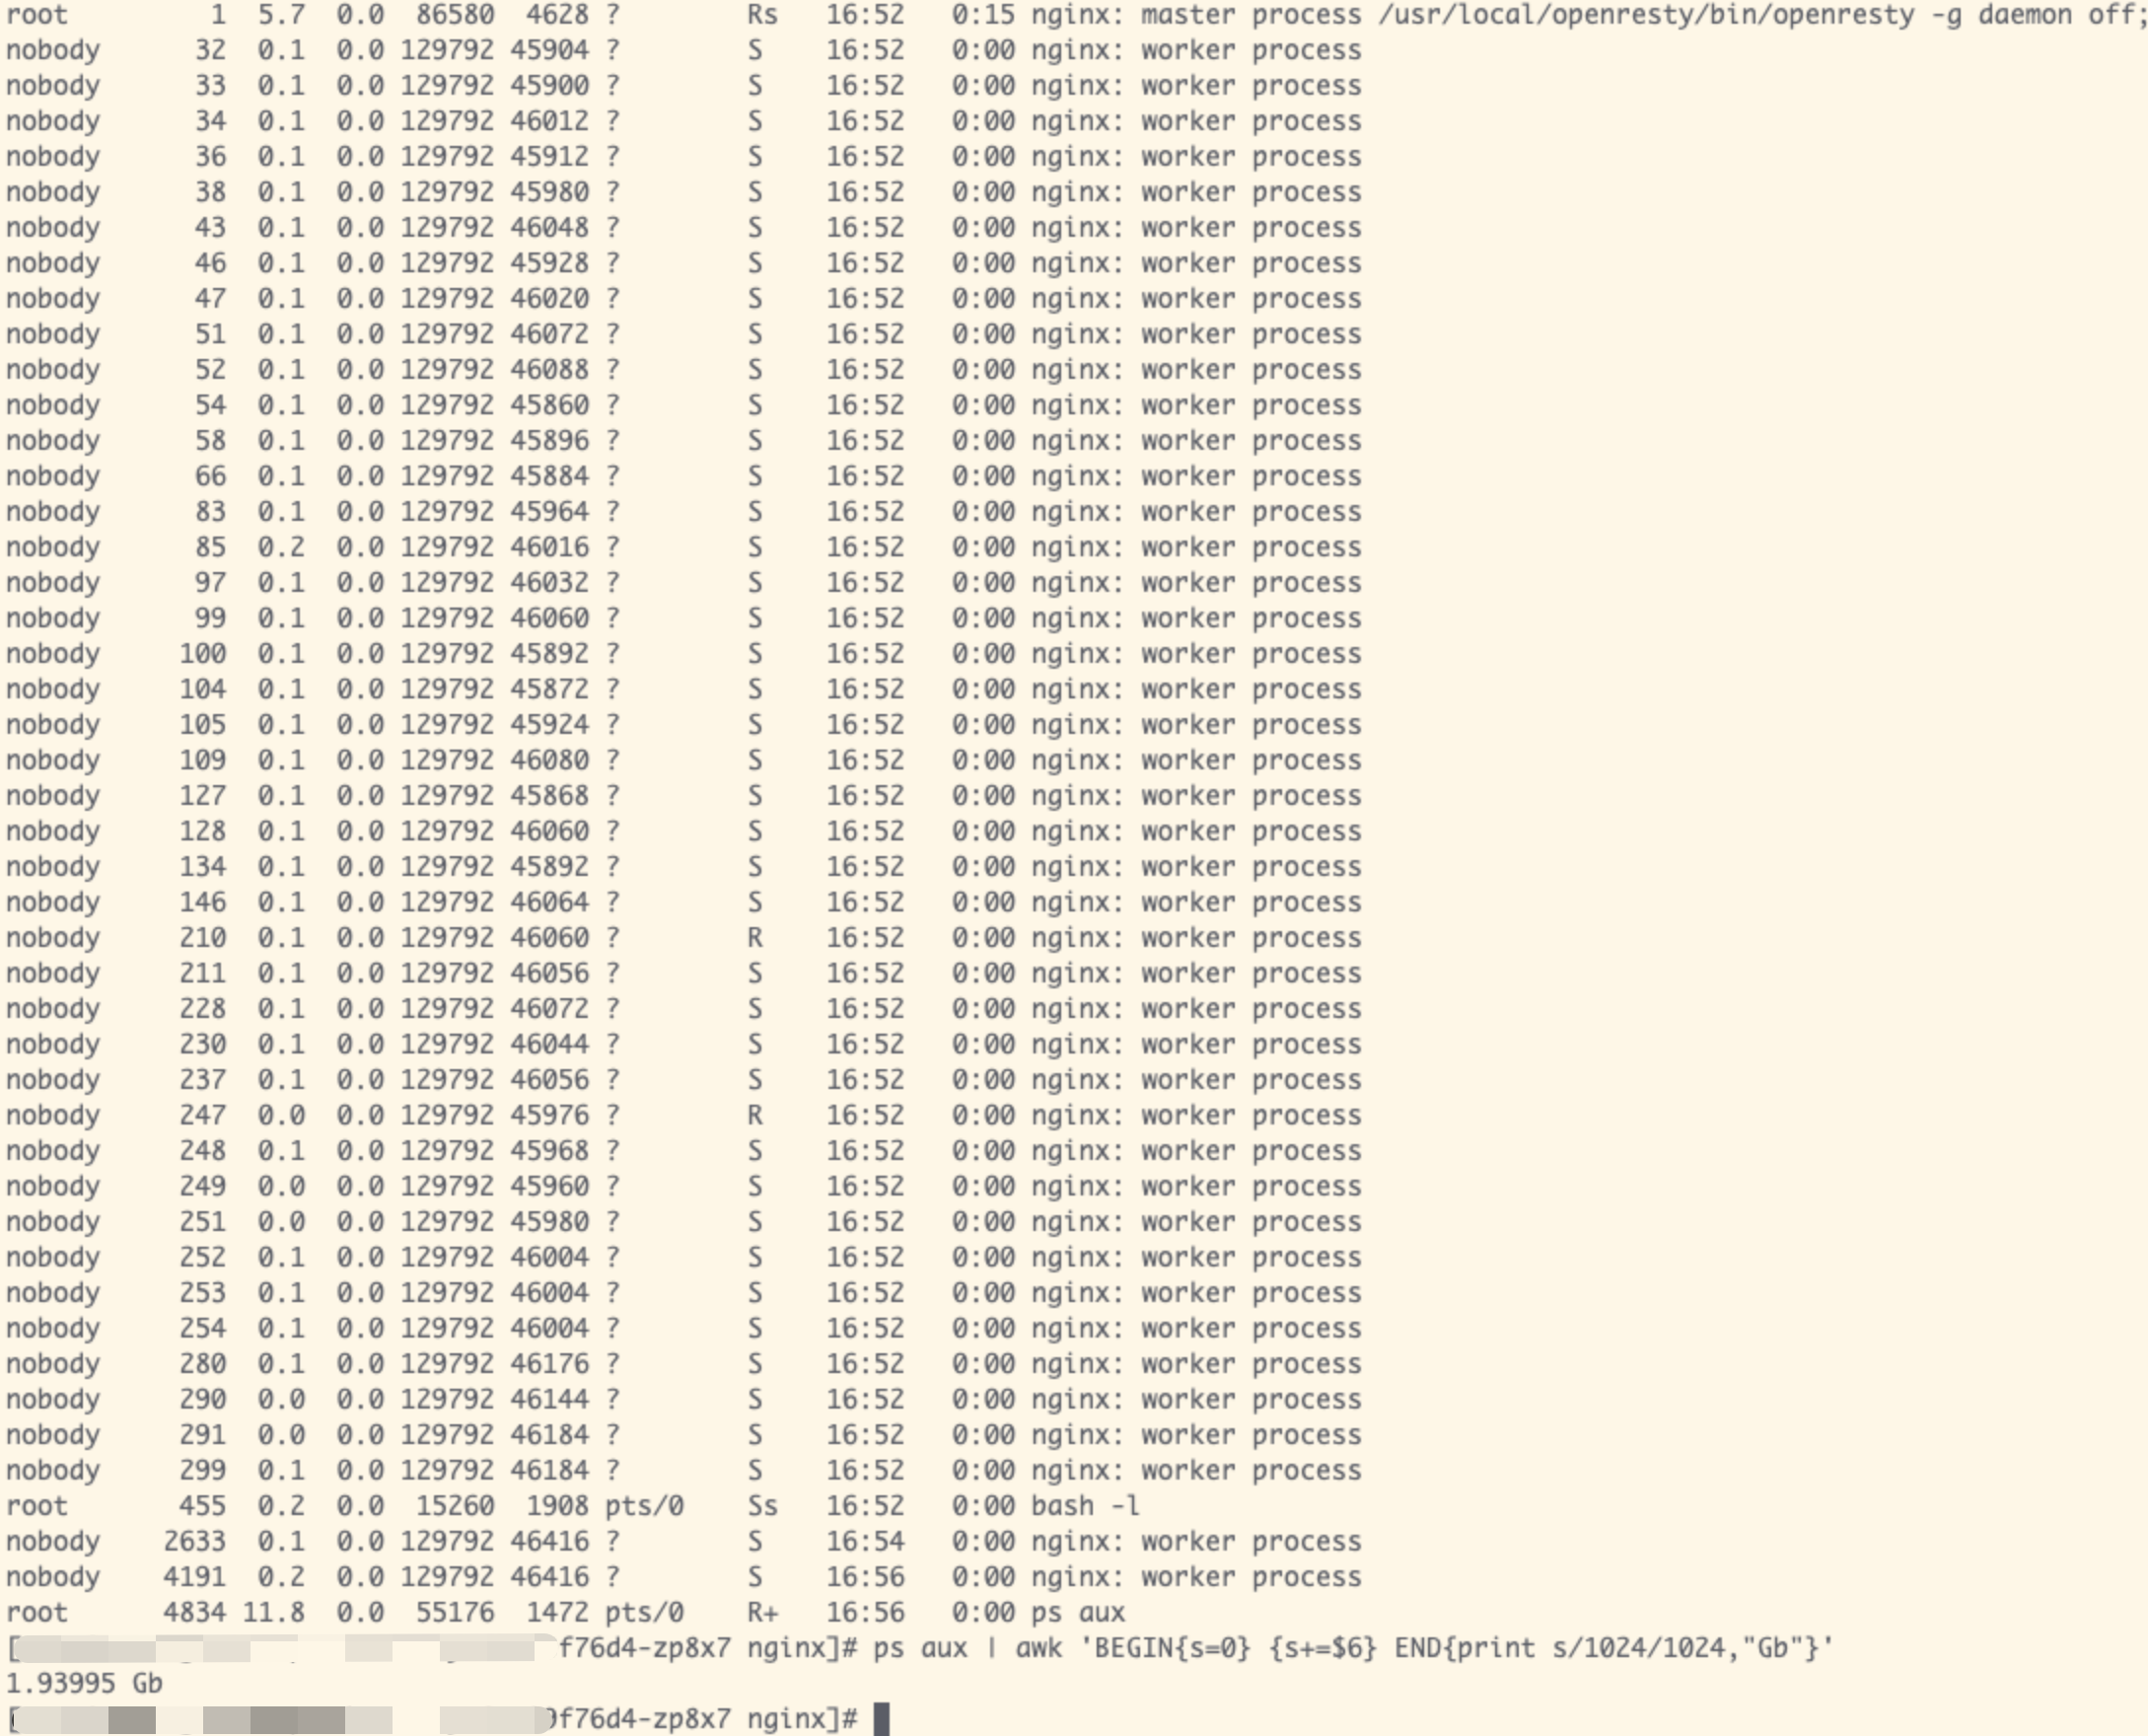 root 1 5.7 0.0 86580 4628 ? Rs 16:52 0:15 nginx: master process /usr/local/openresty/bin/openresty -g daemon off;
nobody 32 0.1 0.0 129792 45904 ? S 16:52 0:00 nginx: worker process
nobody 33 0.1 0.0 129792 45900 ? S 16:52 0:00 nginx: worker process
nobody 34 0.1 0.0 129792 46012 ? S 16:52 0:00 nginx: worker process
nobody 36 0.1 0.0 129792 45912 ? S 16:52 0:00 nginx: worker process
nobody 38 0.1 0.0 129792 45980 ? S 16:52 0:00 nginx: worker process
nobody 43 0.1 0.0 129792 46048 ? S 16:52 0:00 nginx: worker process
nobody 46 0.1 0.0 129792 45928 ? S 16:52 0:00 nginx: worker process
nobody 47 0.1 0.0 129792 46020 ? S 16:52 0:00 nginx: worker process
nobody 51 0.1 0.0 129792 46072 ? S 16:52 0:00 nginx: worker process
nobody 52 0.1 0.0 129792 46088 ? S 16:52 0:00 nginx: worker process
nobody 54 0.1 0.0 129792 45860 ? S 16:52 0:00 nginx: worker process
nobody 58 0.1 0.0 129792 45896 ? S 16:52 0:00 nginx: worker process
nobody 66 0.1 0.0 129792 45884 ? S 16:52 0:00 nginx: worker process
nobody 83 0.1 0.0 129792 45964 ? S 16:52 0:00 nginx: worker process
nobody 85 0.2 0.0 129792 46016 ? S 16:52 0:00 nginx: worker process
nobody 97 0.1 0.0 129792 46032 ? S 16:52 0:00 nginx: worker process
nobody 99 0.1 0.0 129792 46060 ? S 16:52 0:00 nginx: worker process
nobody 100 0.1 0.0 129792 45892 ? S 16:52 0:00 nginx: worker process
nobody 104 0.1 0.0 129792 45872 ? S 16:52 0:00 nginx: worker process
nobody 105 0.1 0.0 129792 45924 ? S 16:52 0:00 nginx: worker process
nobody 109 0.1 0.0 129792 46080 ? S 16:52 0:00 nginx: worker process
nobody 127 0.1 0.0 129792 45868 ? S 16:52 0:00 nginx: worker process
nobody 128 0.1 0.0 129792 46060 ? S 16:52 0:00 nginx: worker process
nobody 134 0.1 0.0 129792 45892 ? S 16:52 0:00 nginx: worker process
nobody 146 0.1 0.0 129792 46064 ? S 16:52 0:00 nginx: worker process
nobody 210 0.1 0.0 129792 46060 ? R 16:52 0:00 nginx: worker process
nobody 211 0.1 0.0 129792 46056 ? S 16:52 0:00 nginx: worker process
nobody 228 0.1 0.0 129792 46072 ? S 16:52 0:00 nginx: worker process
nobody 230 0.1 0.0 129792 46044 ? S 16:52 0:00 nginx: worker process
nobody 237 0.1 0.0 129792 46056 ? S 16:52 0:00 nginx: worker process
nobody 247 0.0 0.0 129792 45976 ? R 16:52 0:00 nginx: worker process
nobody 248 0.1 0.0 129792 45968 ? S 16:52 0:00 nginx: worker process
nobody 249 0.0 0.0 129792 45960 ? S 16:52 0:00 nginx: worker process
nobody 251 0.0 0.0 129792 45980 ? S 16:52 0:00 nginx: worker process
nobody 252 0.1 0.0 129792 46004 ? S 16:52 0:00 nginx: worker process
nobody 253 0.1 0.0 129792 46004 ? S 16:52 0:00 nginx: worker process
nobody 254 0.1 0.0 129792 46004 ? S 16:52 0:00 nginx: worker process
nobody 280 0.1 0.0 129792 46176 ? S 16:52 0:00 nginx: worker process
nobody 290 0.0 0.0 129792 46144 ? S 16:52 0:00 nginx: worker process
nobody 291 0.0 0.0 129792 46184 ? S 16:52 0:00 nginx: worker process
nobody 299 0.1 0.0 129792 46184 ? S 16:52 0:00 nginx: worker process
root 455 0.2 0.0 15260 1908 pts/0 Ss 16:52 0:00 bash -l
nobody 2633 0.1 0.0 129792 46416 ? S 16:54 0:00 nginx: worker process
nobody 4191 0.2 0.0 129792 46416 ? S 16:56 0:00 nginx: worker process
root 4834 11.8 0.0 55176 1472 pts/0 R+ 16:56 0:00 ps aux
[ f76d4-zp8x7 nginx]# ps aux | awk 'BEGIN{s=0} {s+=$6} END{print s/1024/1024,"Gb"}'
1.93995 Gb
[ 9f76d4-zp8x7 nginx]#